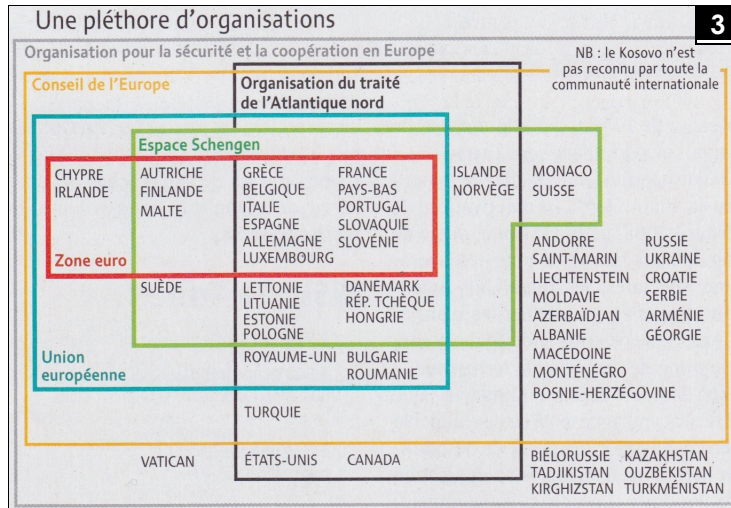 Une pléthore d'organisations
3
Organisation pour la sécurité et la coopération en Europe
NB : le Kosovo n'est
pas reconnu par toute la
communauté internationale
Conseil de l'Europe
Organisation du traité
de l'Atlantique nord
Espace Schengen
CHYPRE
IRLANDE
AUTRICHE
FINLANDE
MALTE
GRÈCE
BELGIQUE
ITALIE
ESPAGNE
ALLEMAGNE
LUXEMBOURG
FRANCE
PAYS-BAS
PORTUGAL
SLOVAQUIE
SLOVÉNIE
ISLANDE
NORVÈGE
MONACO
SUISSE
Zone euro
SUÈDE
LETTONIE
LITUANIE
ESTONIE
POLOGNE
DANEMARK
RÉP. TCHÈQUE
HONGRIE
ANDORRE
SAINT-MARIN
LIECHTENSTEIN
MOLDAVIE
AZERBAÏDJAN
ALBANIE
MACÉDOINE
MONTÉNÉGRO
BOSNIE-HERZÉGOVINE
RUSSIE
UKRAINE
CROATIE
SERBIE
ARMÉNIE
GÉORGIE
Union
européenne
ROYAUME-UNI
BULGARIE
ROUMANIE
TURQUIE
VATICAN
ÉTATS-UNIS
CANADA
BIÉLORUSSIE
TADJIKISTAN
KIRGHIZSTAN
KAZAKHSTAN
OUZBÉKISTAN
TURKMÉNISTAN